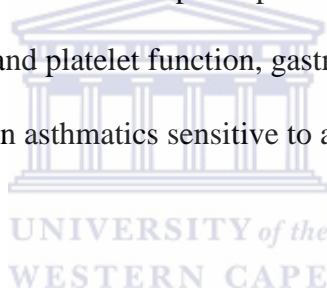 and platelet function, gastr
n asthmatics sensitive to a
UNIVERSITY of the
WESTERN CAPE